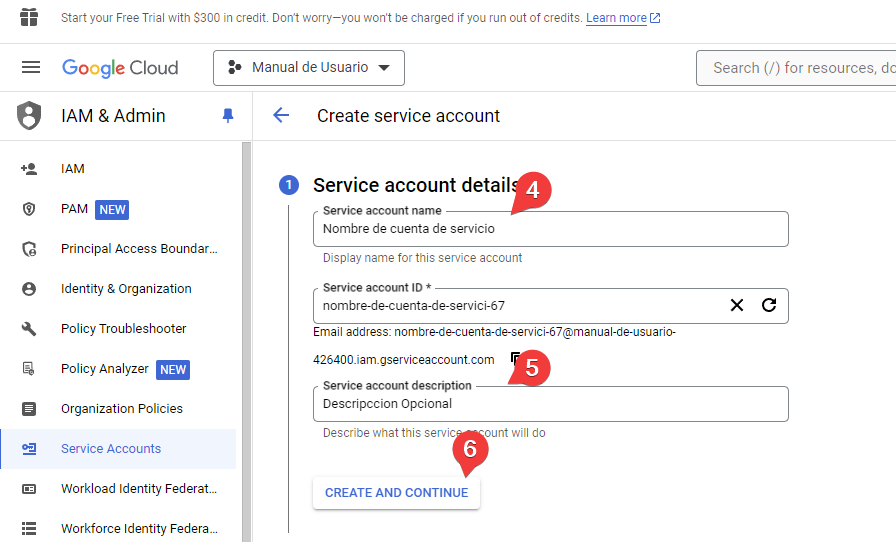 Start your Free Trial with $300 in credit. Don't worry—you won't be charged if you run out of credits. Learn more
Google Cloud
Manual de Usuario
Search (/) for resources, do
IAM & Admin
Create service account
IAM
PAM NEW
Principal Access Boundar...
Identity & Organization
Policy Troubleshooter
Policy Analyzer NEW
Organization Policies
Service Accounts
Workload Identity Federat...
Workforce Identity Federa...
1 Service account details
4
Service account name
Nombre de cuenta de servicio
Display name for this service account
Service account ID *
nombre-de-cuenta-de-servici-67
Email address: nombre-de-cuenta-de-servici-67@manual-de-usuario-
426400.iam.gserviceaccount.com
5
Service account description
Descripccion Opcional
Describe what this service account will do
6
CREATE AND CONTINUE